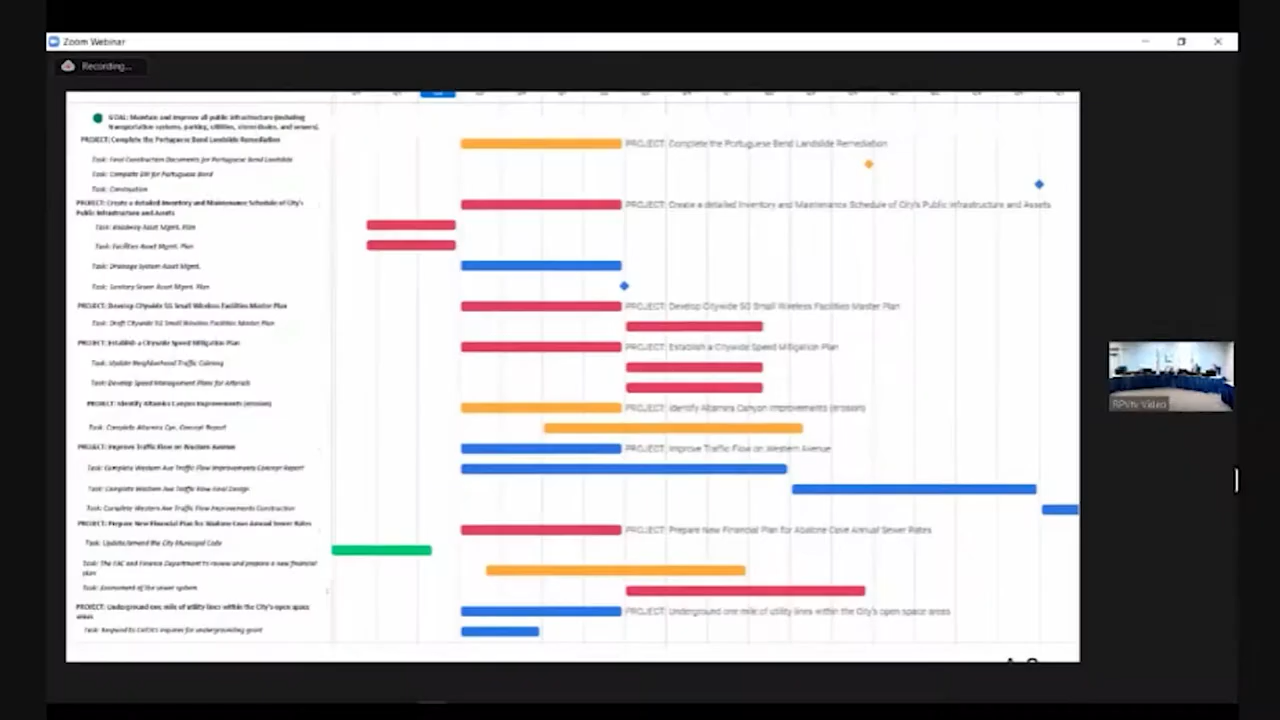 Zoom Webinar
Recording...
GOAL: Maintain and improve all public infrastructure (including
transportation systems, parking, utilities, stormdrains, and sewers).
PROJECT: Complete the Portuguese Bend Landslide Remediation
PROJECT: Complete the Portuguese Bend Landslide Remediation
Task: Final Construction Documents for Portuguese Bend Landslide
Task: Complete EIR for Portuguese Bend
Task: Construction
PROJECT: Create a detailed Inventory and Maintenance Schedule of City's
Public Infrastructure and Assets
PROJECT: Create a detailed Inventory and Maintenance Schedule of City's Public Infrastructure and Assets
Task: Roadway Asset Mgmt. Plan
Task: Facilities Asset Mgmt. Plan
Task: Drainage System Asset Mgmt.
Task: Sanitary Sewer Asset Mgmt. Plan
PROJECT: Develop Citywide 5G Small Wireless Facilities Master Plan
PROJECT: Develop Citywide 5G Small Wireless Facilities Master Plan
Task: Draft Citywide 5G Small Wireless Facilities Master Plan
PROJECT: Establish a Citywide Speed Mitigation Plan
PROJECT: Establish a Citywide Speed Mitigation Plan
Task: Update Neighborhood Traffic Calming
Task: Develop Speed Management Plans for Arterials
PROJECT: Identify Altamira Canyon Improvements (erosion)
PROJECT: Identify Altamira Canyon Improvements (erosion)
Task: Complete Altamira Cyn. Concept Report
PROJECT: Improve Traffic Flow on Western Avenue
PROJECT: Improve Traffic Flow on Western Avenue
Task: Complete Western Ave Traffic Flow Improvements Concept Report
Task: Complete Western Ave Traffic Flow Final Design
Task: Complete Western Ave Traffic Flow Improvements Construction
PROJECT: Prepare New Financial Plan for Abalone Cove Annual Sewer Rates
PROJECT: Prepare New Financial Plan for Abalone Cove Annual Sewer Rates
Task: Update/amend the City Municipal Code
Task: The FAC and Finance Department to review and prepare a new financial
plan
Task: Assessment of the sewer system
PROJECT: Underground one mile of utility lines within the City's open space
areas
PROJECT: Underground one mile of utility lines within the City's open space areas
Task: Respond to CalOES inquires for undergrounding grant
RPVtv Video